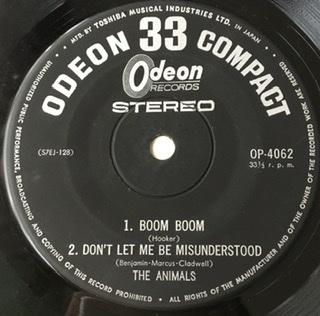 MFD. BY TOSHIBA MUSICAL INDUSTRIES LTD. IN JAPAN
ODEON 33 COMPACT
Odeon
RECORDS
STEREO
(S7EJ-128)
OP-4062
33⅓ r. p. m.
1. BOOM BOOM
(Hooker)
2. DON'T LET ME BE MISUNDERSTOOD
(Benjamin-Marcus-Cladwell)
THE ANIMALS
UNAUTHORIZED PUBLIC PERFORMANCE, BROADCASTING AND COPYING OF THIS RECORD PROHIBITED • ALL RIGHTS OF THE MANUFACTURER AND OF THE OWNER OF THE RECORDED WORK ARE RESERVED